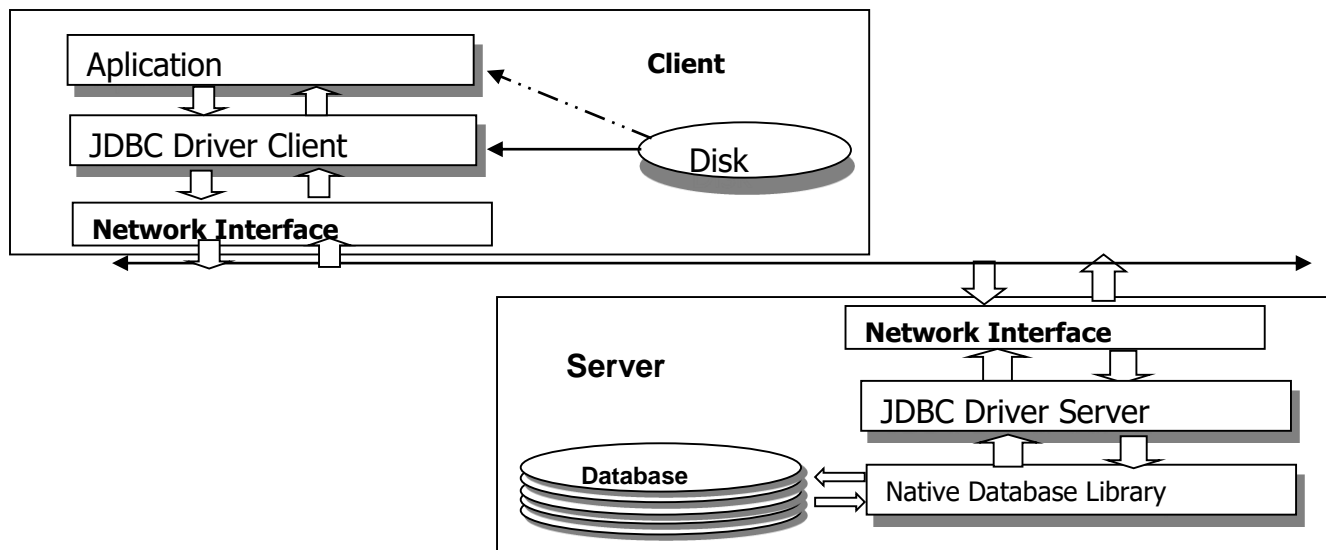 Aplication
Client
JDBC Driver Client
Disk
Network Interface
Network Interface
Server
JDBC Driver Server
Database
Native Database Library